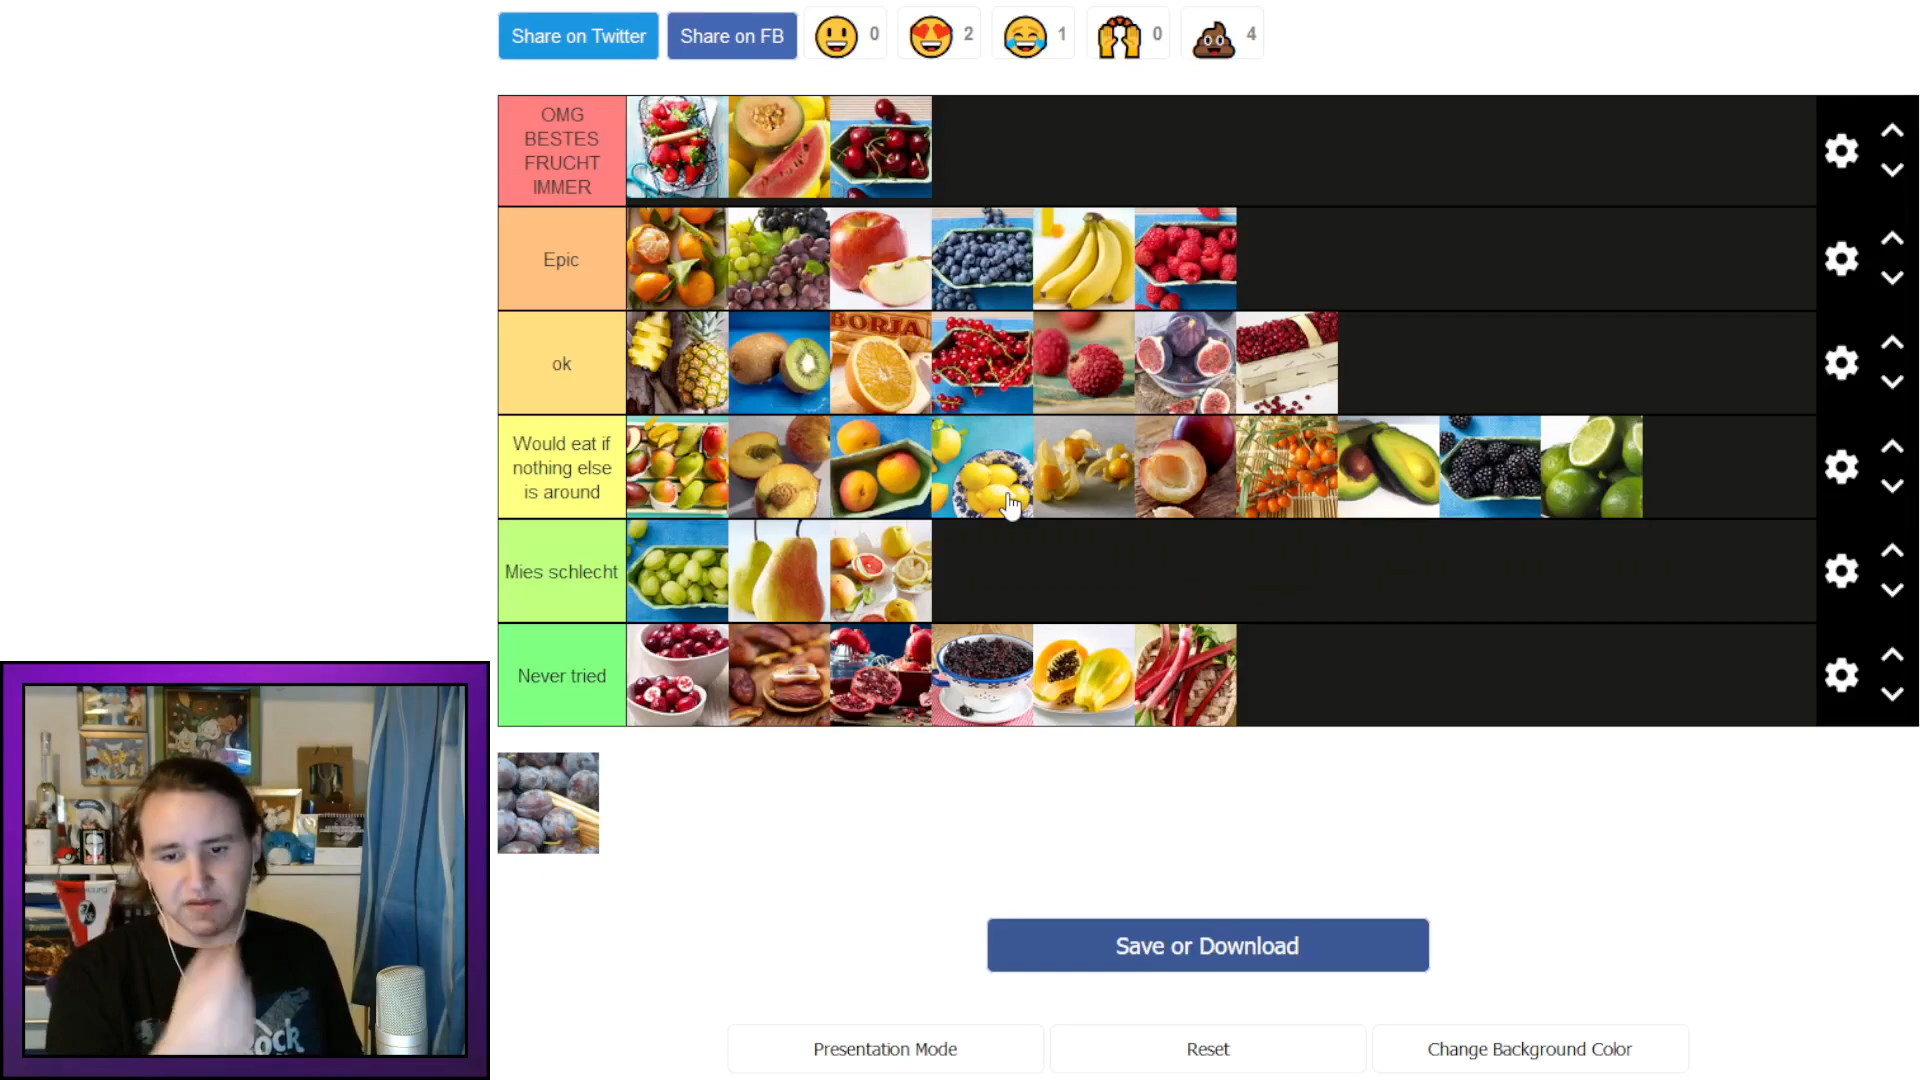 Share on Twitter
Share on FB
0
2
1
0
4
OMG
BESTES
FRUCHT
IMMER
Epic
ok
BORJA
Would eat if
nothing else
is around
Mies schlecht
Never tried
Save or Download
Presentation Mode
Reset
Change Background Color